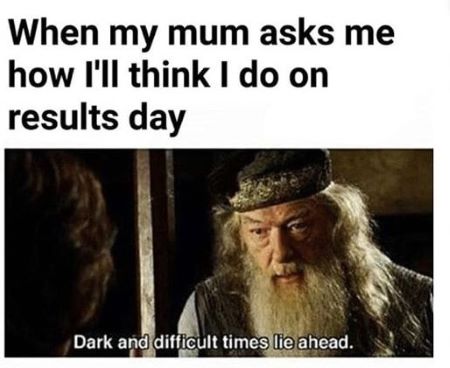 When my mum asks me
how I'll think I do on
results day
Dark and difficult times lie ahead.